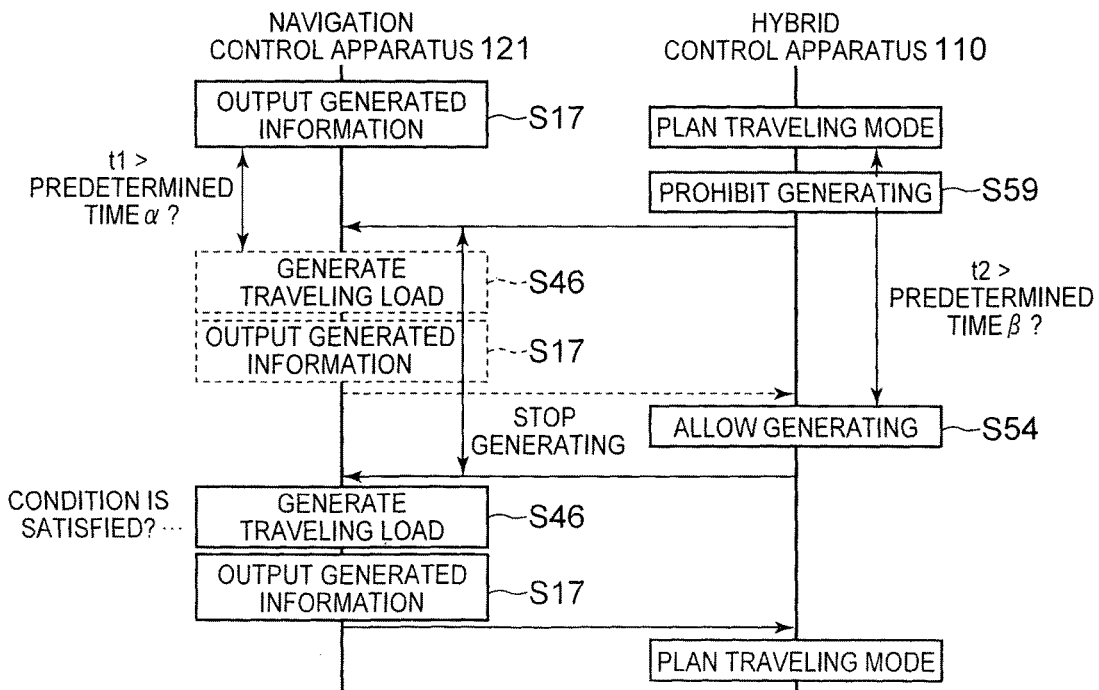 NAVIGATION
CONTROL APPARATUS 121
HYBRID
CONTROL APPARATUS 110
OUTPUT GENERATED
INFORMATION
S17
PLAN TRAVELING MODE
t1 >
PREDETERMINED
TIME α ?
PROHIBIT GENERATING
S59
GENERATE
TRAVELING LOAD
S46
t2 >
PREDETERMINED
TIME β ?
OUTPUT GENERATED
INFORMATION
S17
STOP
GENERATING
ALLOW GENERATING
S54
CONDITION IS
SATISFIED? ...
GENERATE
TRAVELING LOAD
S46
OUTPUT GENERATED
INFORMATION
S17
PLAN TRAVELING MODE